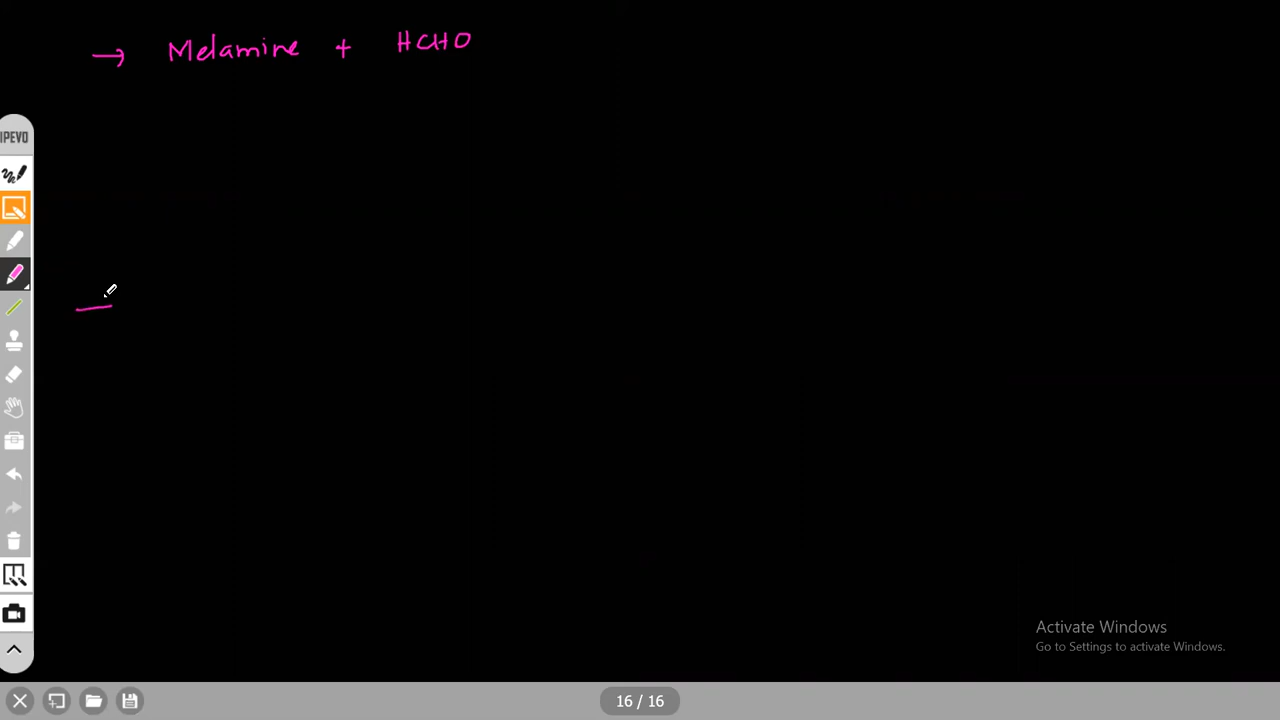 → Melamine + HCHO
IPEVO
Activate Windows
Go to Settings to activate Windows.
16 / 16